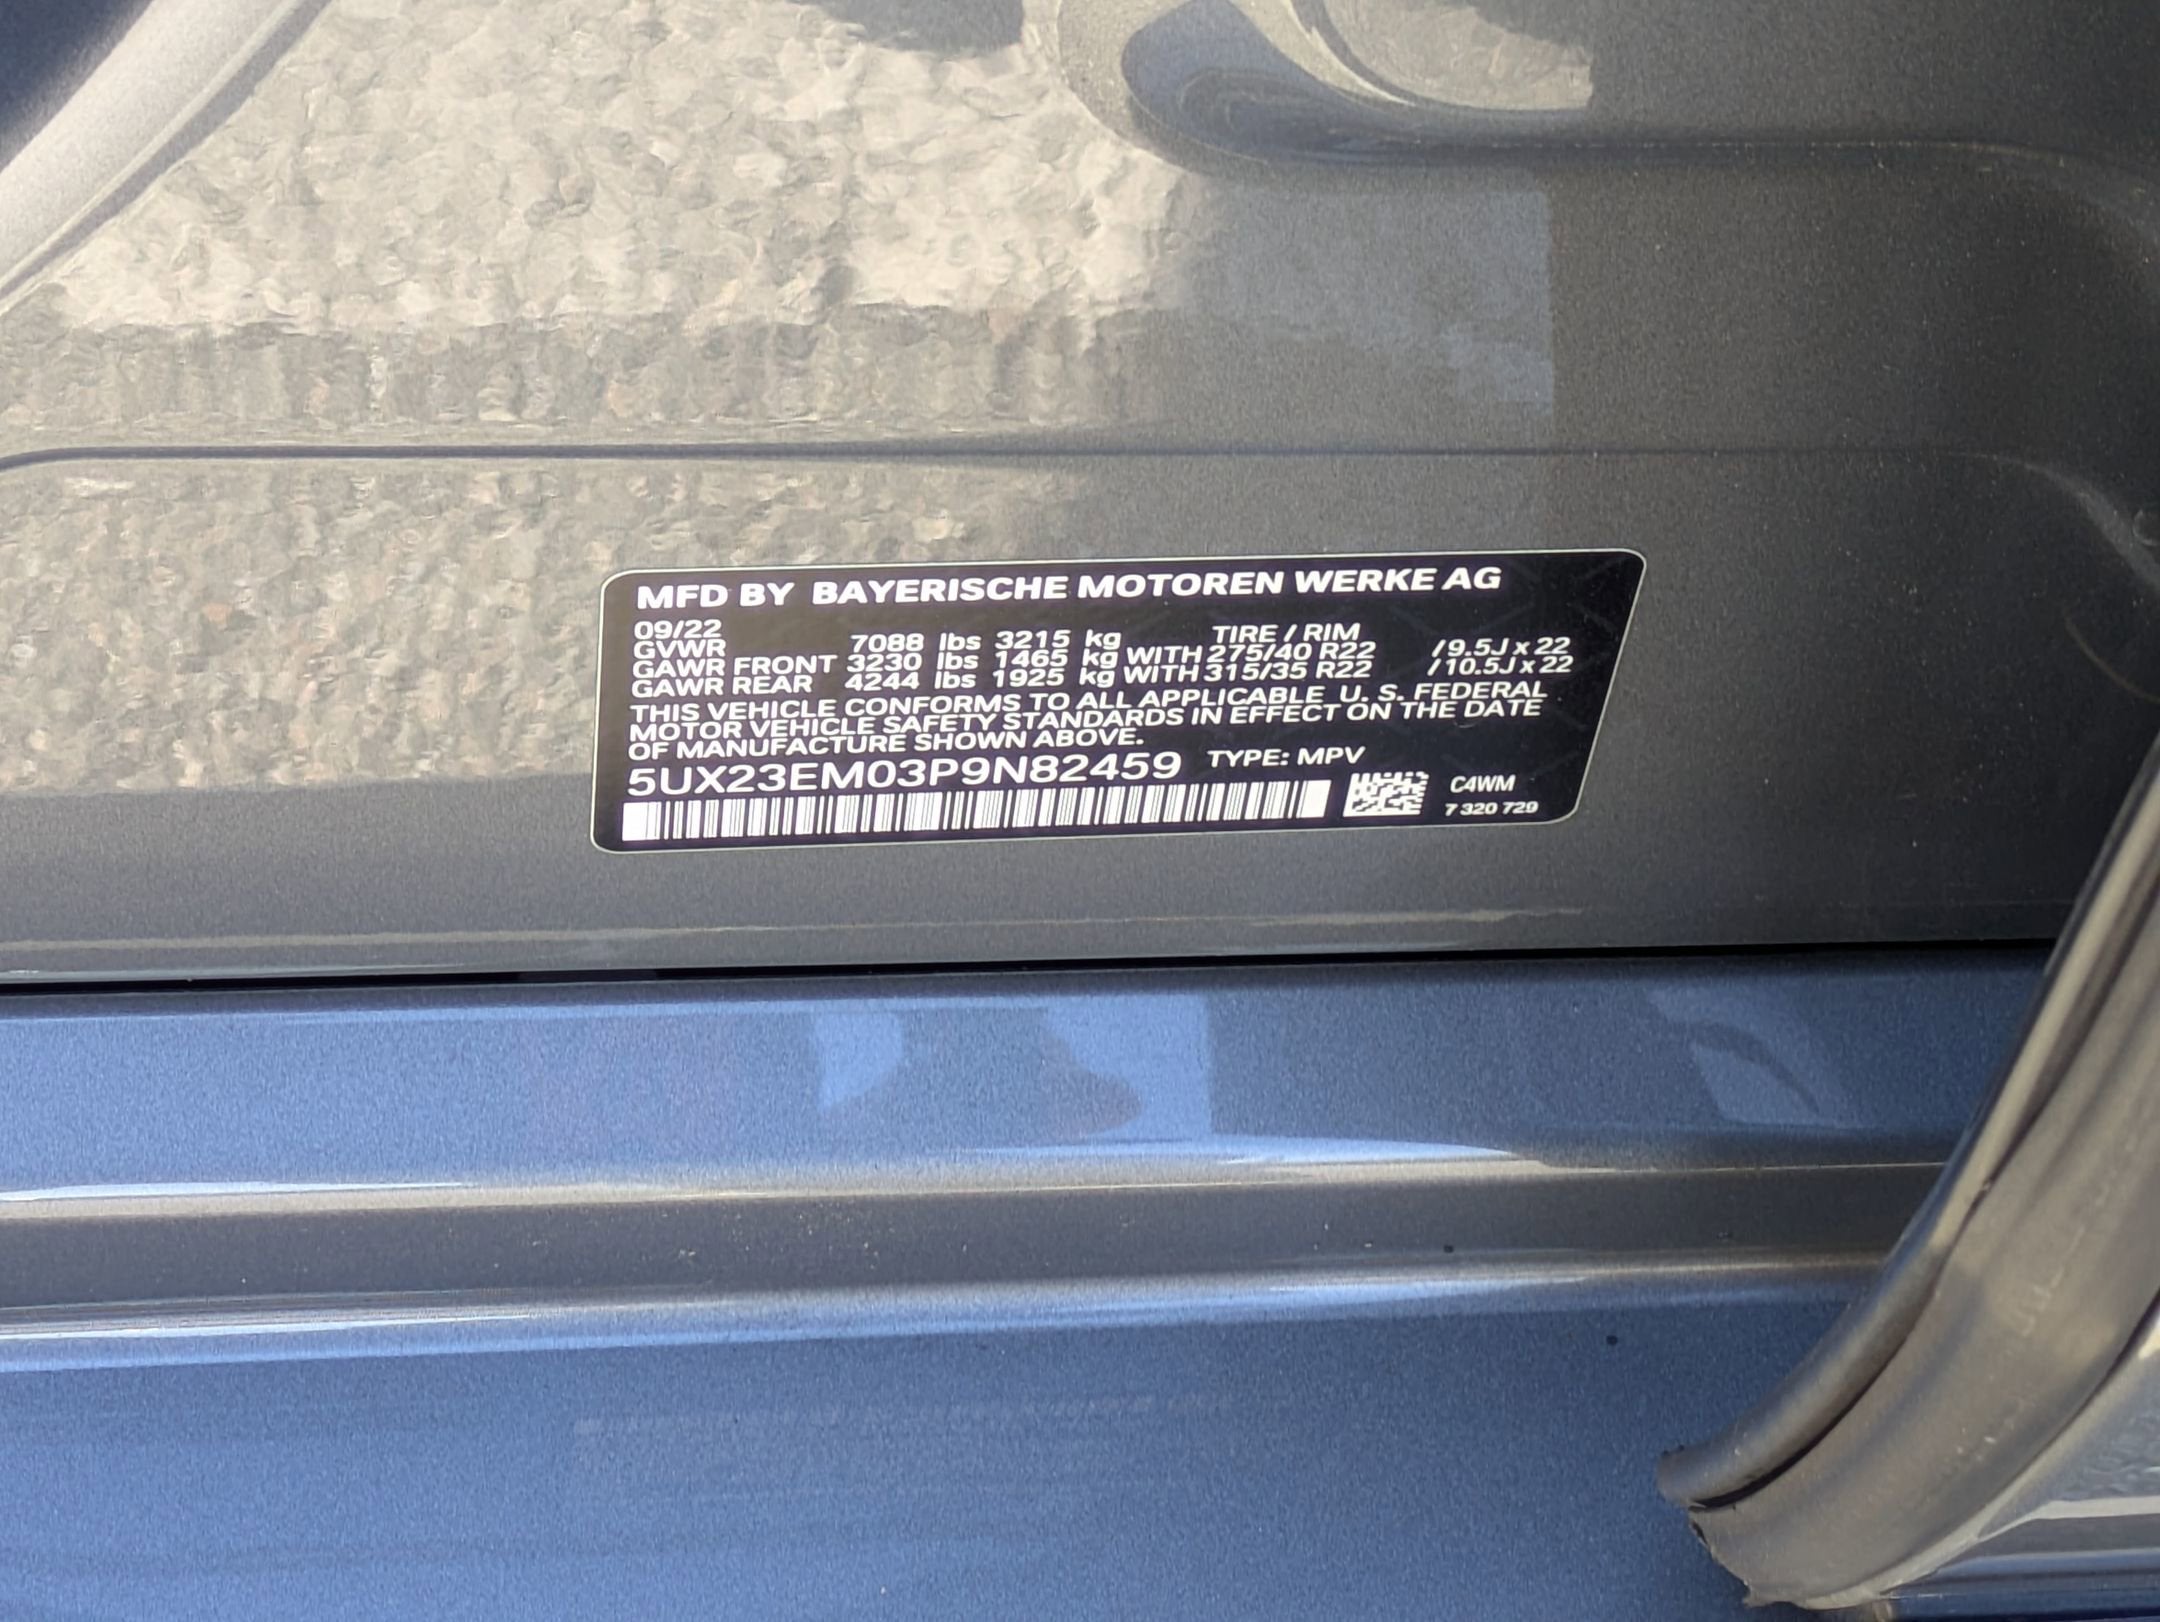 MFD BY BAYERISCHE MOTOREN WERKE AG
09/22 TIRE / RIM
GVWR 7088 lbs 3215 kg
GAWR FRONT 3230 lbs 1465 kg WITH 275/40 R22 /9.5J x 22
GAWR REAR 4244 lbs 1925 kg WITH 315/35 R22 /10.5J x 22
THIS VEHICLE CONFORMS TO ALL APPLICABLE U. S. FEDERAL
MOTOR VEHICLE SAFETY STANDARDS IN EFFECT ON THE DATE
OF MANUFACTURE SHOWN ABOVE.
5UX23EM03P9N82459 TYPE: MPV
C4WM
7 320 729